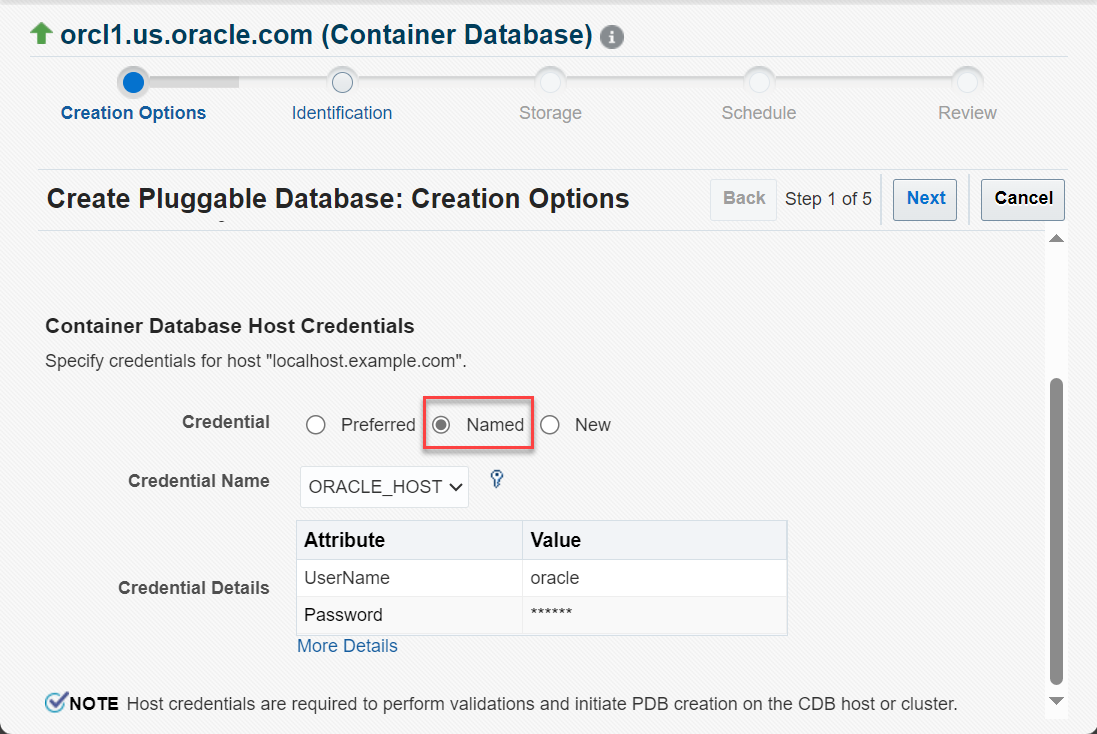 orcl1.us.oracle.com (Container Database)
Creation Options Identification Storage Schedule Review
Create Pluggable Database: Creation Options Back Step 1 of 5 Next Cancel
Container Database Host Credentials
Specify credentials for host "localhost.example.com".
Credential Preferred Named New
Credential Name ORACLE_HOST
Attribute Value
UserName oracle
Credential Details
Password ******
More Details
NOTE Host credentials are required to perform validations and initiate PDB creation on the CDB host or cluster.